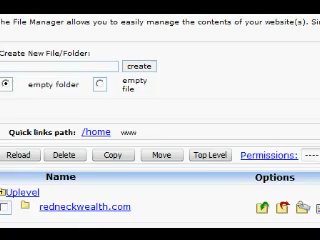 he File Manager allows you to easily manage the contents of your website(s). Si
Create New File/Folder:
create
empty folder empty file
Quick links path: /home www
Reload Delete Copy Move Top Level Permissions: ----
Name Options
Uplevel
redneckwealth.com